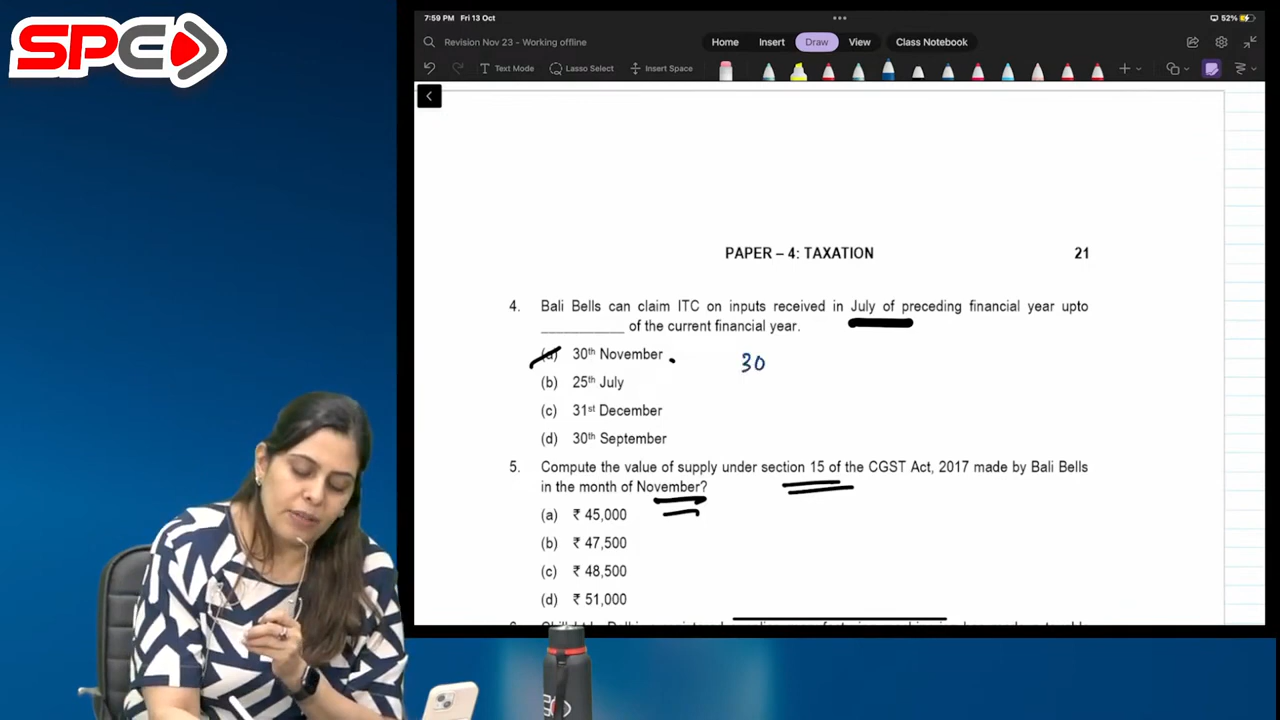 SPC
7:59 PM Fri 13 Oct
52%
Revision Nov 23 - Working offline
Home Insert Draw View Class Notebook
Text Mode Lasso Select Insert Space
PAPER – 4: TAXATION 21
4. Bali Bells can claim ITC on inputs received in July of preceding financial year upto
____________ of the current financial year.
(a) 30th November
30
(b) 25th July
(c) 31st December
(d) 30th September
5. Compute the value of supply under section 15 of the CGST Act, 2017 made by Bali Bells
in the month of November?
(a) ₹ 45,000
(b) ₹ 47,500
(c) ₹ 48,500
(d) ₹ 51,000